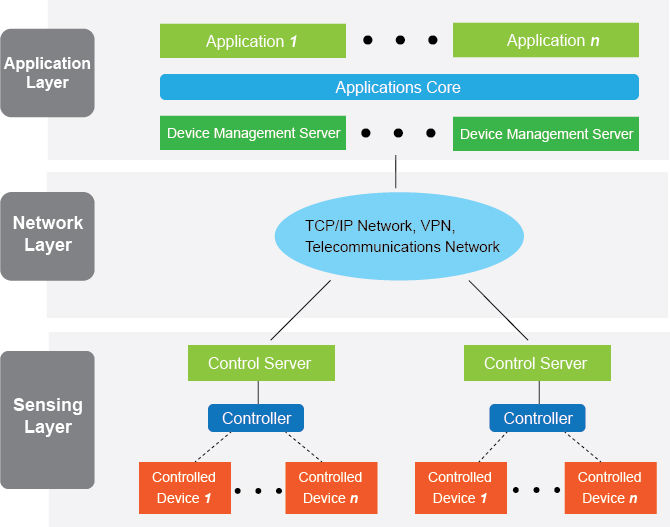 Application
Layer
Application 1
Application n
Applications Core
Device Management Server
Device Management Server
Network
Layer
TCP/IP Network, VPN,
Telecommunications Network
Sensing
Layer
Control Server
Control Server
Controller
Controller
Controlled
Device 1
Controlled
Device n
Controlled
Device 1
Controlled
Device n